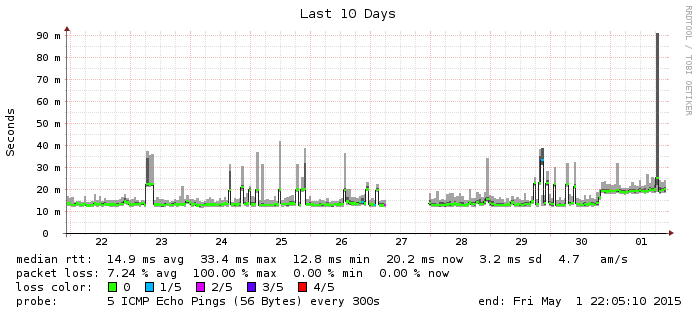 Last 10 Days
RRDTOOL / TOBI OETIKER
Seconds
90 m
80 m
70 m
60 m
50 m
40 m
30 m
20 m
10 m
0
22 23 24 25 26 27 28 29 30 01
median rtt: 14.9 ms avg 33.4 ms max 12.8 ms min 20.2 ms now 3.2 ms sd 4.7 am/s
packet loss: 7.24 % avg 100.00 % max 0.00 % min 0.00 % now
loss color: 0 1/5 2/5 3/5 4/5
probe: 5 ICMP Echo Pings (56 Bytes) every 300s end: Fri May 1 22:05:10 2015